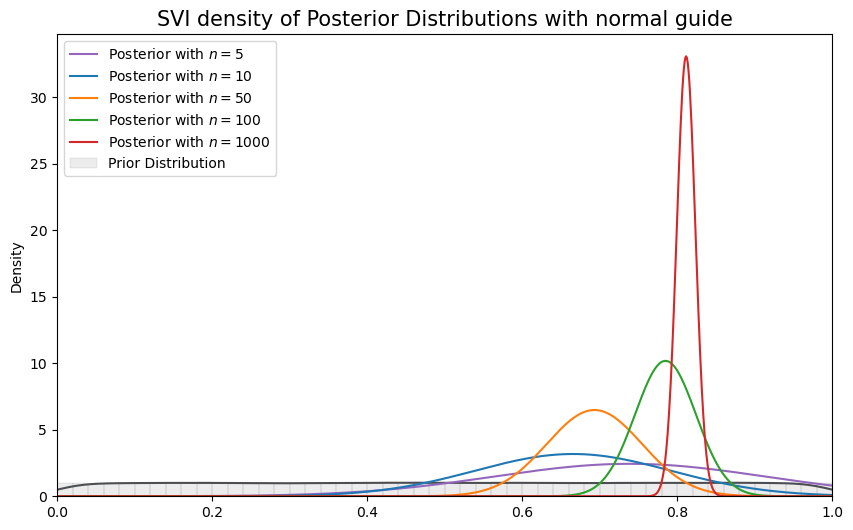 SVI density of Posterior Distributions with normal guide
Posterior with n = 5
Posterior with n = 10
Posterior with n = 50
Posterior with n = 100
Posterior with n = 1000
Prior Distribution
Density
30
25
20
15
10
5
0
0.0 0.2 0.4 0.6 0.8 1.0